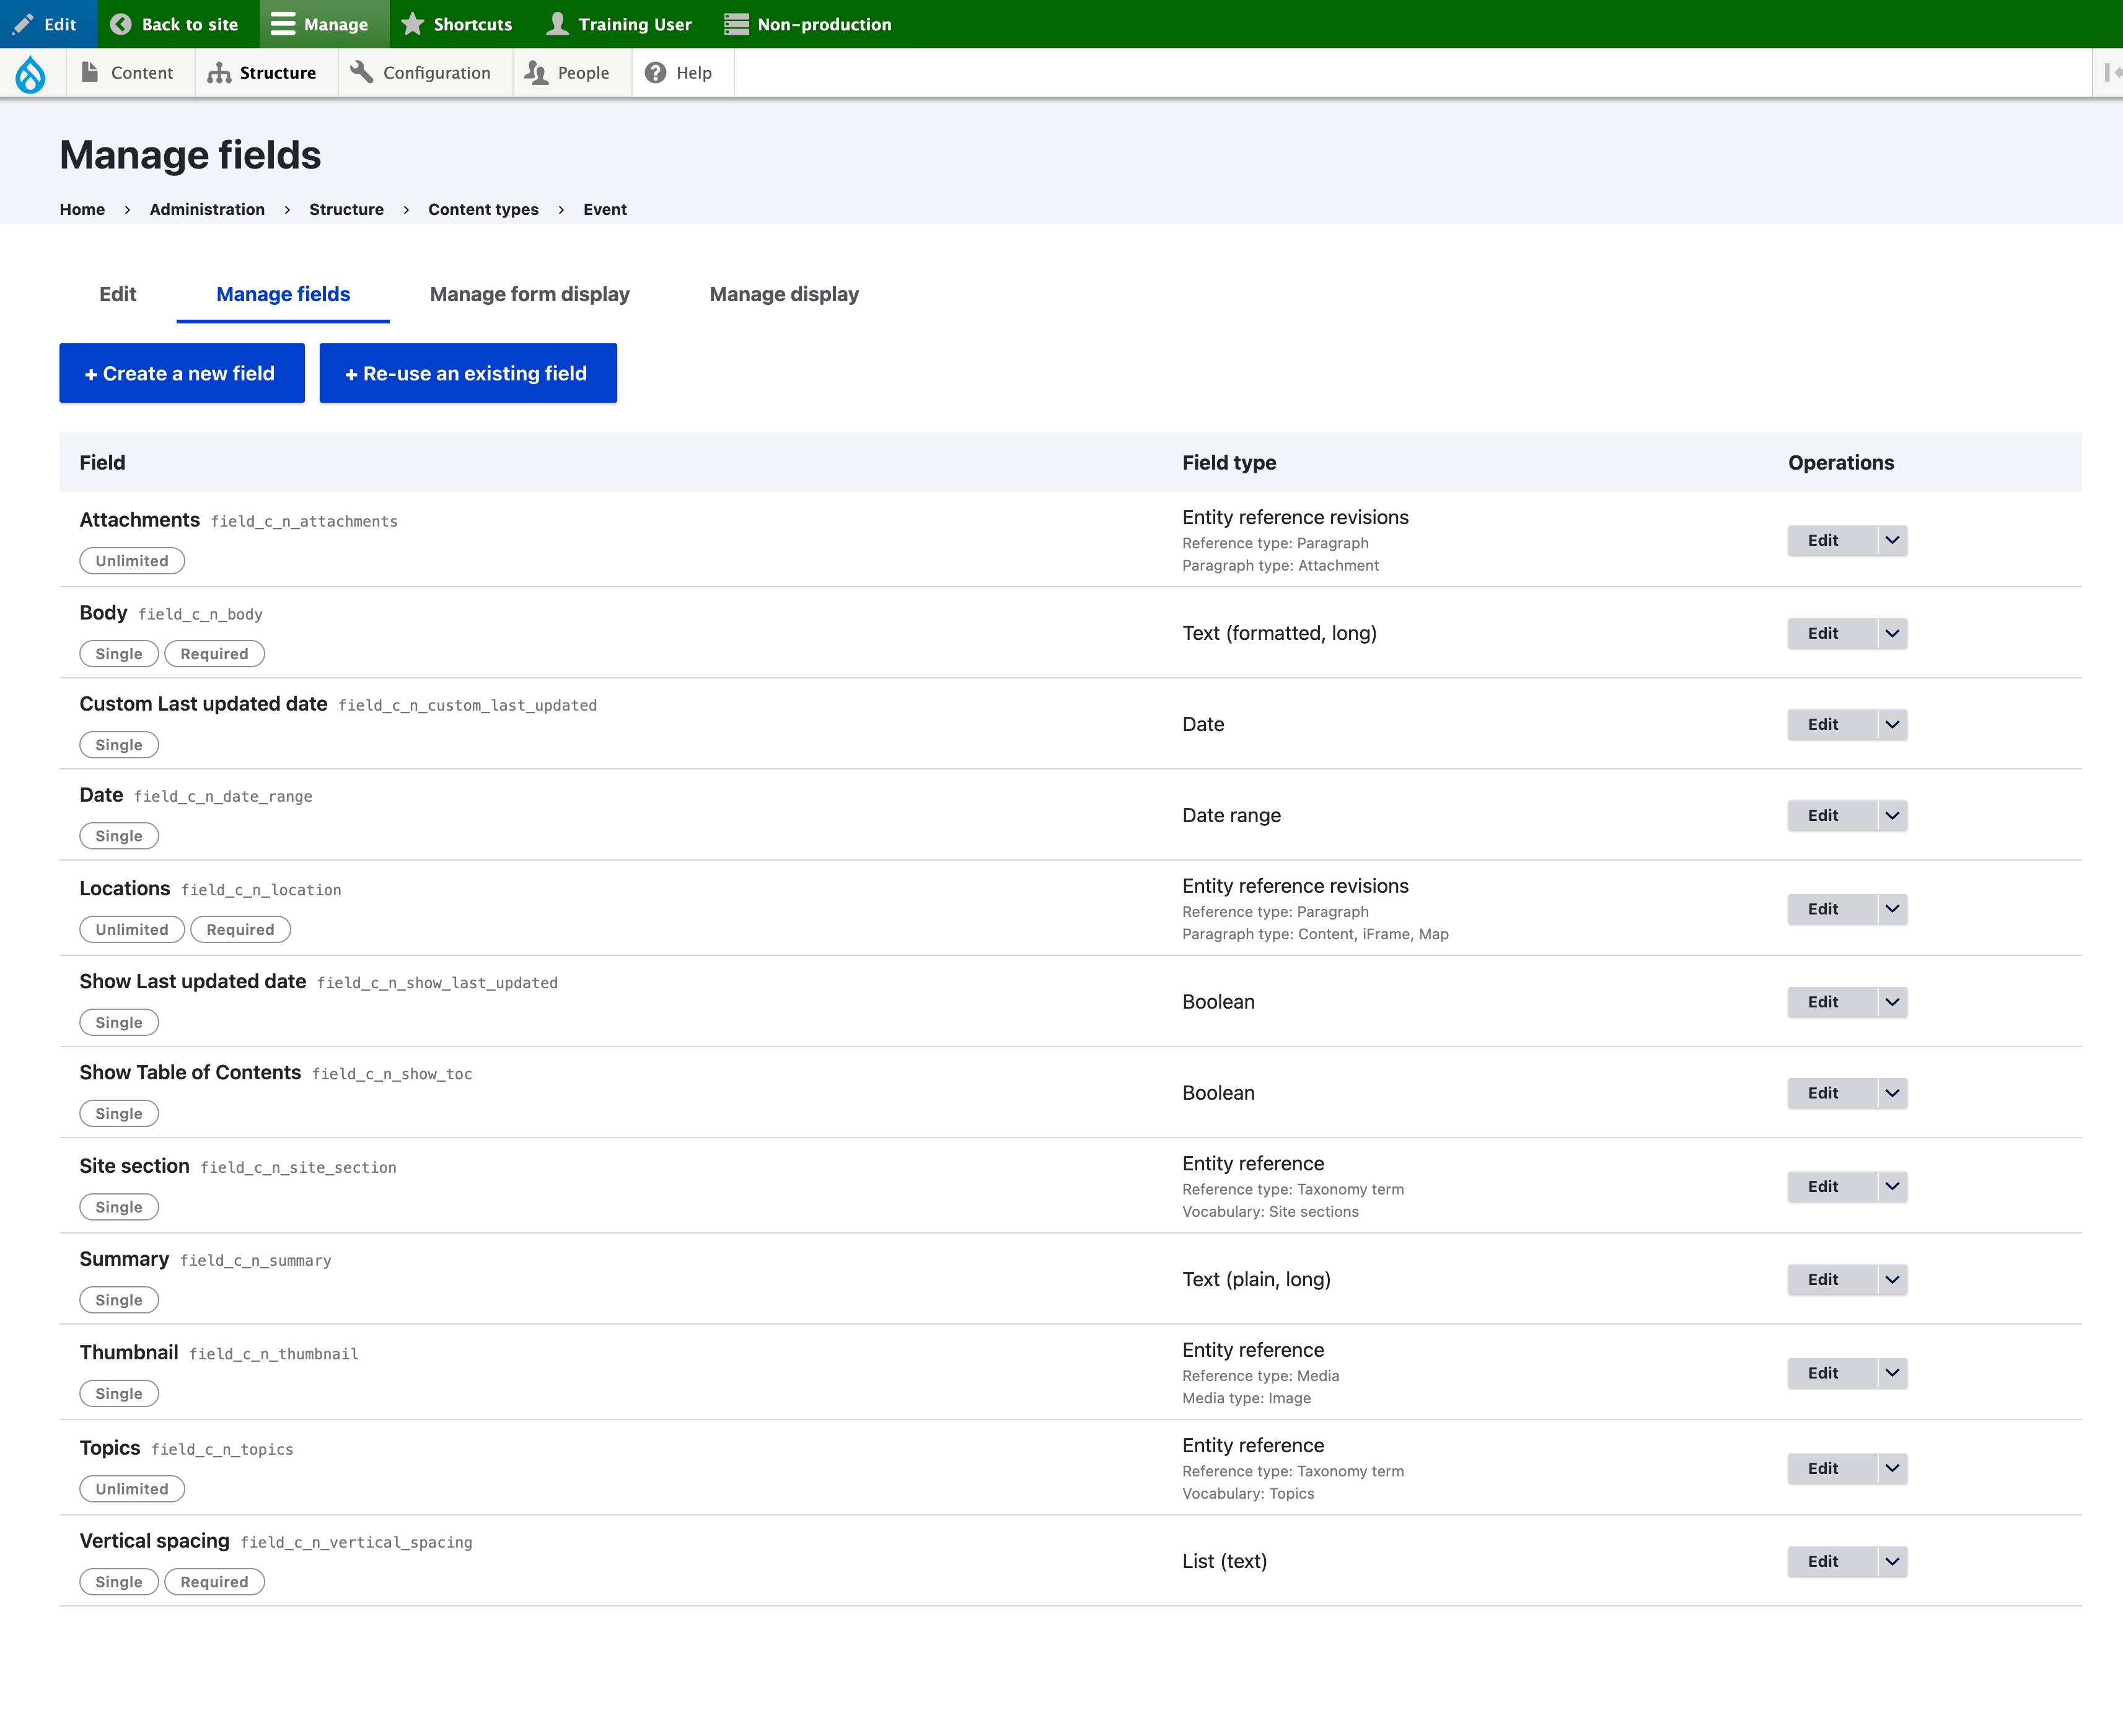 Edit Back to site Manage Shortcuts Training User Non-production
Content Structure Configuration People Help
Manage fields
Home › Administration › Structure › Content types › Event
Edit Manage fields Manage form display Manage display
+ Create a new field + Re-use an existing field
Field Field type Operations
Attachments field_c_n_attachments
Unlimited
Entity reference revisions
Reference type: Paragraph
Paragraph type: Attachment
Edit
Body field_c_n_body
Single Required
Text (formatted, long)
Edit
Custom Last updated date field_c_n_custom_last_updated
Single
Date
Edit
Date field_c_n_date_range
Single
Date range
Edit
Locations field_c_n_location
Unlimited Required
Entity reference revisions
Reference type: Paragraph
Paragraph type: Content, iFrame, Map
Edit
Show Last updated date field_c_n_show_last_updated
Single
Boolean
Edit
Show Table of Contents field_c_n_show_toc
Single
Boolean
Edit
Site section field_c_n_site_section
Single
Entity reference
Reference type: Taxonomy term
Vocabulary: Site sections
Edit
Summary field_c_n_summary
Single
Text (plain, long)
Edit
Thumbnail field_c_n_thumbnail
Single
Entity reference
Reference type: Media
Media type: Image
Edit
Topics field_c_n_topics
Unlimited
Entity reference
Reference type: Taxonomy term
Vocabulary: Topics
Edit
Vertical spacing field_c_n_vertical_spacing
Single Required
List (text)
Edit